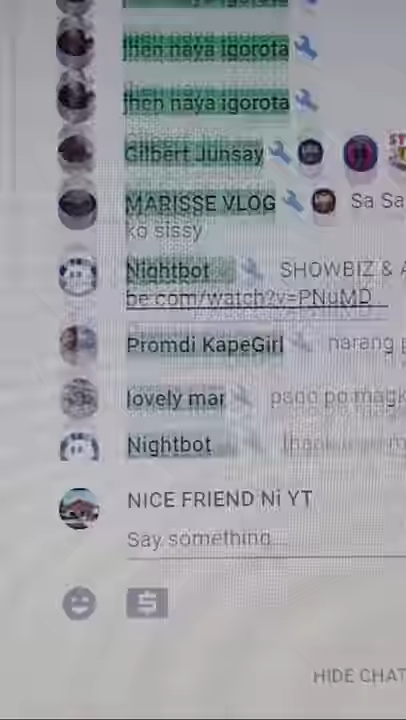 jhen naya igorota
jhen naya igorota
Gilbert Junsay
MARISSE VLOG Sa Sa
ko sissy
Nightbot SHOWBIZ & A
be.com/watch?v=PNuMD
Promdi KapeGirl narang p
lovely mar pano po magk
Nightbot
NICE FRIEND Ni YT
Say something...
$
HIDE CHAT